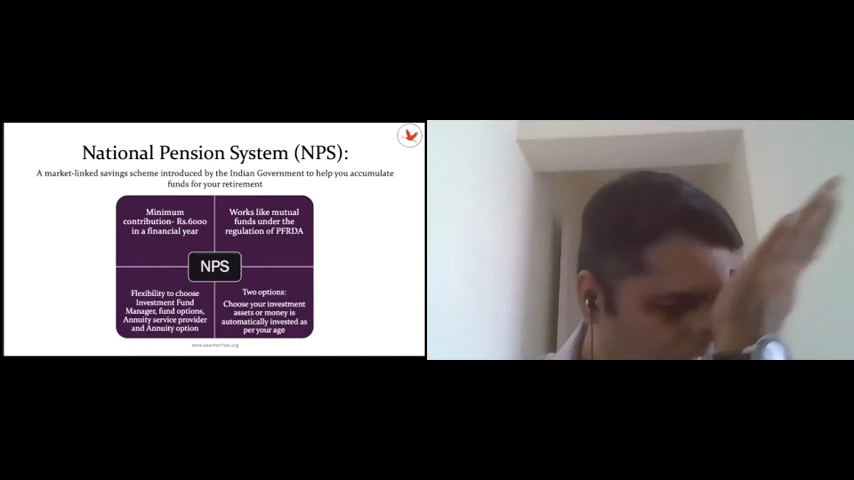 National Pension System (NPS):
A market-linked savings scheme introduced by the Indian Government to help you accumulate
funds for your retirement
Minimum
contribution- Rs.6000
in a financial year
Works like mutual
funds under the
regulation of PFRDA
NPS
Flexibility to choose
Investment Fund
Manager, fund options,
Annuity service provider
and Annuity option
Two options:
Choose your investment
assets or money is
automatically invested as
per your age